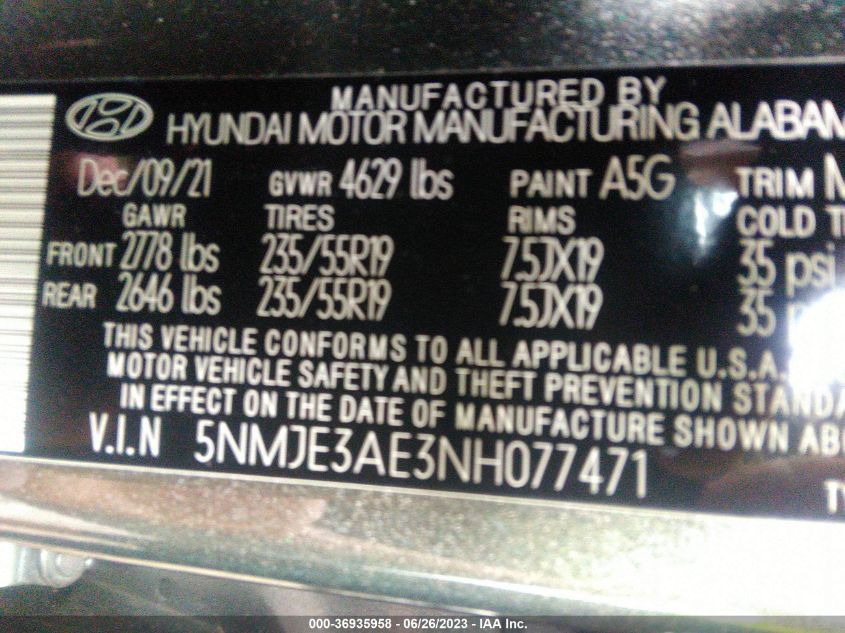 MANUFACTURED BY
HYUNDAI MOTOR MANUFACTURING ALABAM
Dec/09/21 GVWR 4629 lbs PAINT A5G TRIM
GAWR TIRES RIMS COLD
FRONT 2778 lbs 235/55R19 7.5JX19 35 psi
REAR 2646 lbs 235/55R19 7.5JX19 35
THIS VEHICLE CONFORMS TO ALL APPLICABLE U.S.A.
MOTOR VEHICLE SAFETY AND THEFT PREVENTION STANDA
IN EFFECT ON THE DATE OF MANUFACTURE SHOWN ABO
V.I.N 5NMJE3AE3NH077471
000-36935958 - 06/26/2023 - IAA Inc.